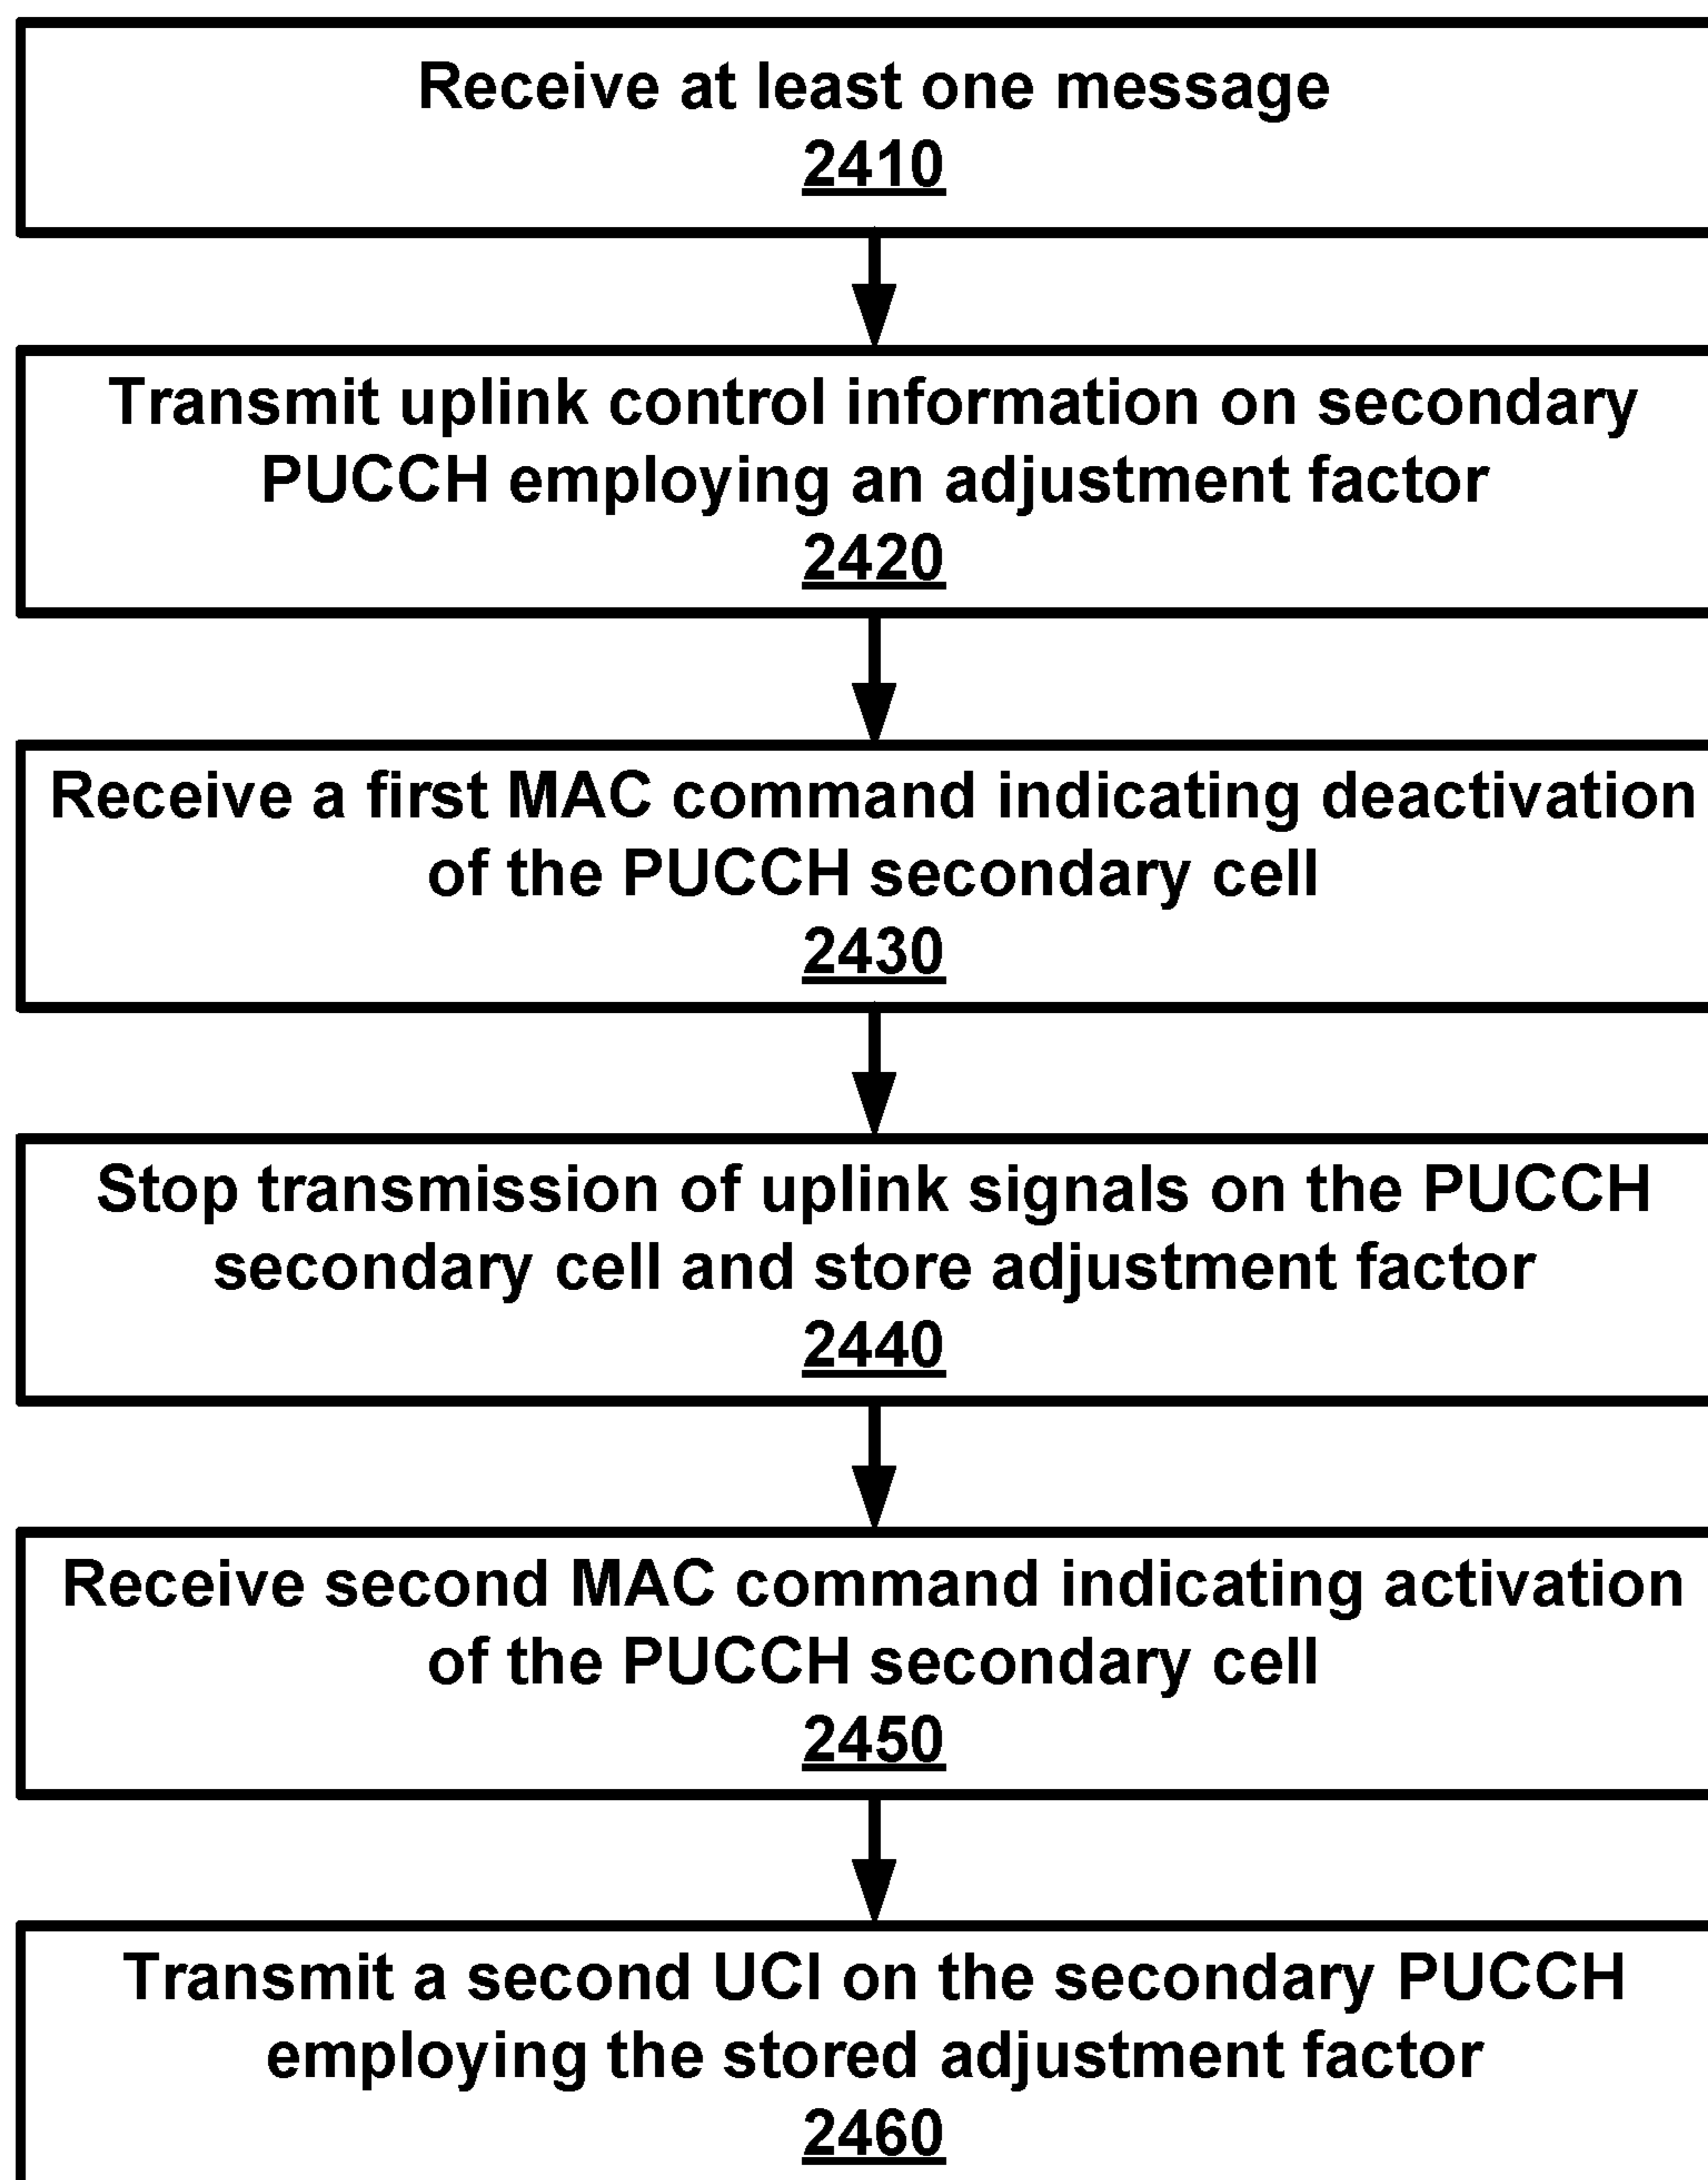 Receive at least one message
2410
Transmit uplink control information on secondary
PUCCH employing an adjustment factor
2420
Receive a first MAC command indicating deactivation
of the PUCCH secondary cell
2430
Stop transmission of uplink signals on the PUCCH
secondary cell and store adjustment factor
2440
Receive second MAC command indicating activation
of the PUCCH secondary cell
2450
Transmit a second UCI on the secondary PUCCH
employing the stored adjustment factor
2460